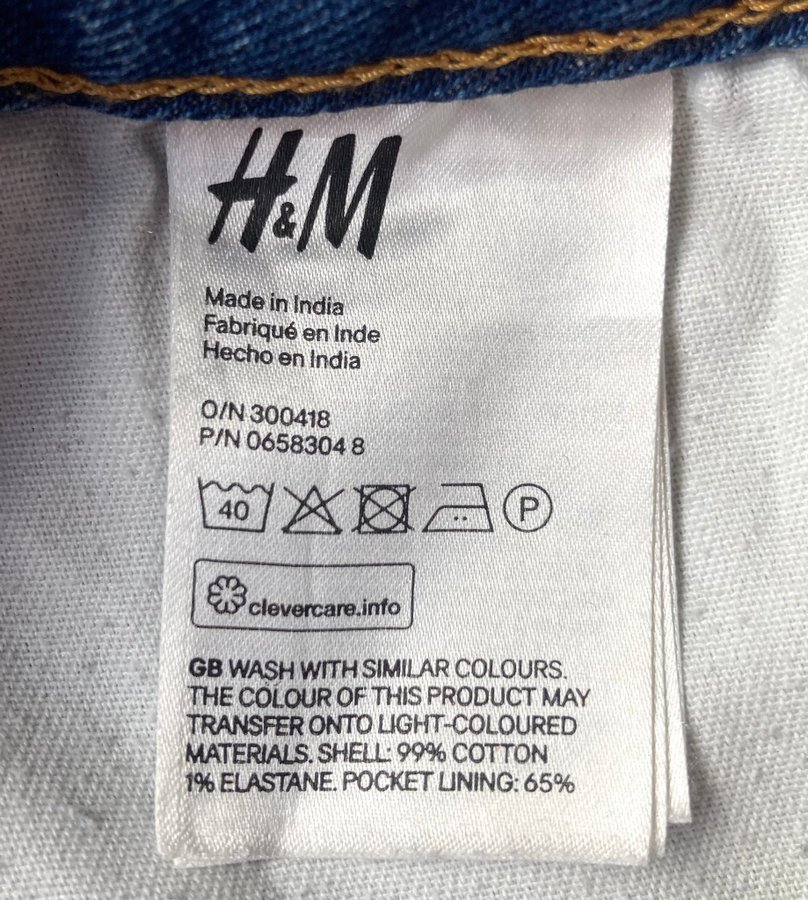 H&M
Made in India
Fabriqué en Inde
Hecho en India
O/N 300418
P/N 0658304 8
40 P
clevercare.info
GB WASH WITH SIMILAR COLOURS.
THE COLOUR OF THIS PRODUCT MAY
TRANSFER ONTO LIGHT-COLOURED
MATERIALS. SHELL: 99% COTTON
1% ELASTANE. POCKET LINING: 65%